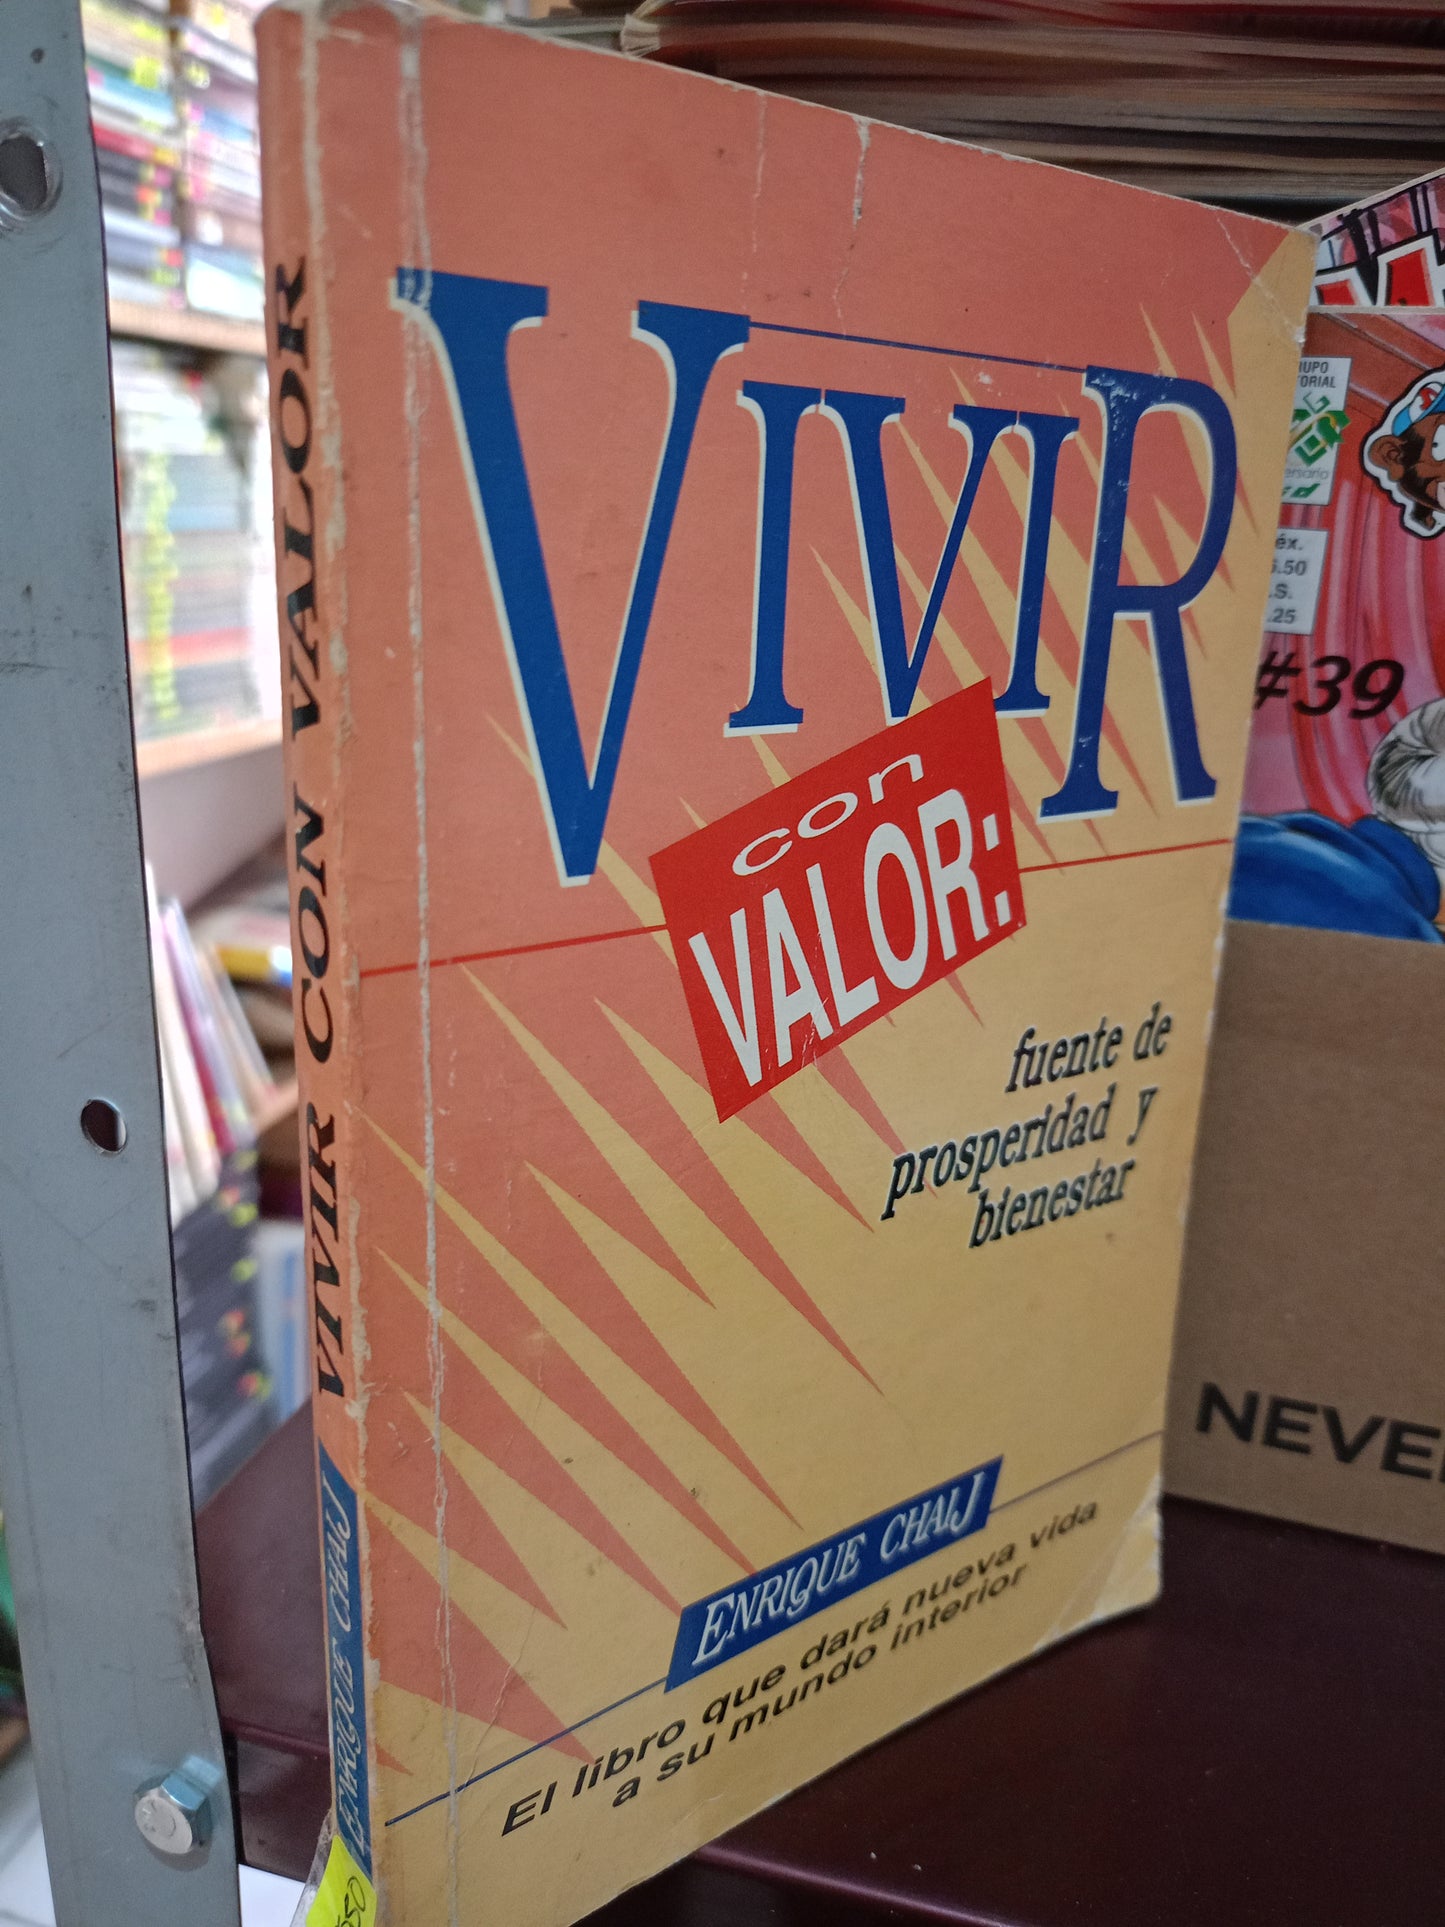 VIVIR
con
VALOR:
fuente de
prosperidad y
bienestar
ENRIQUE CHAIJ
El libro que dará nueva vida
a su mundo interior
VIVIR CON VALOR
ENRIQUE CHAIJ
#39